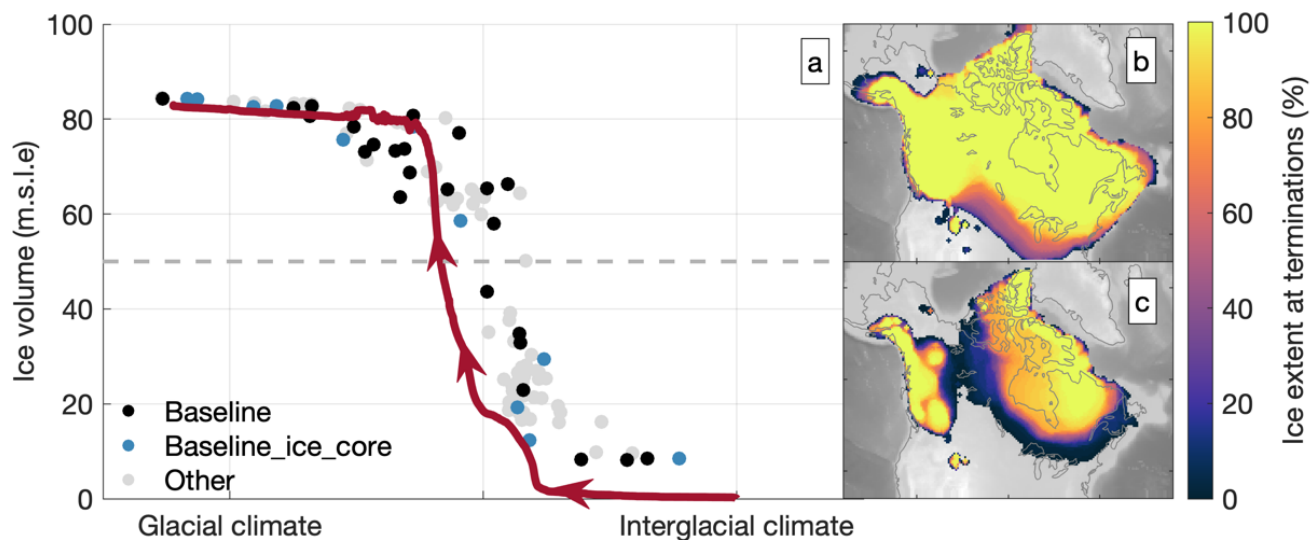 100
80
60
40
20
0
Ice volume (m.s.l.e)
a
Baseline
Baseline_ice_core
Other
Glacial climate
Interglacial climate
b
c
100
80
60
40
20
0
Ice extent at terminations (%)